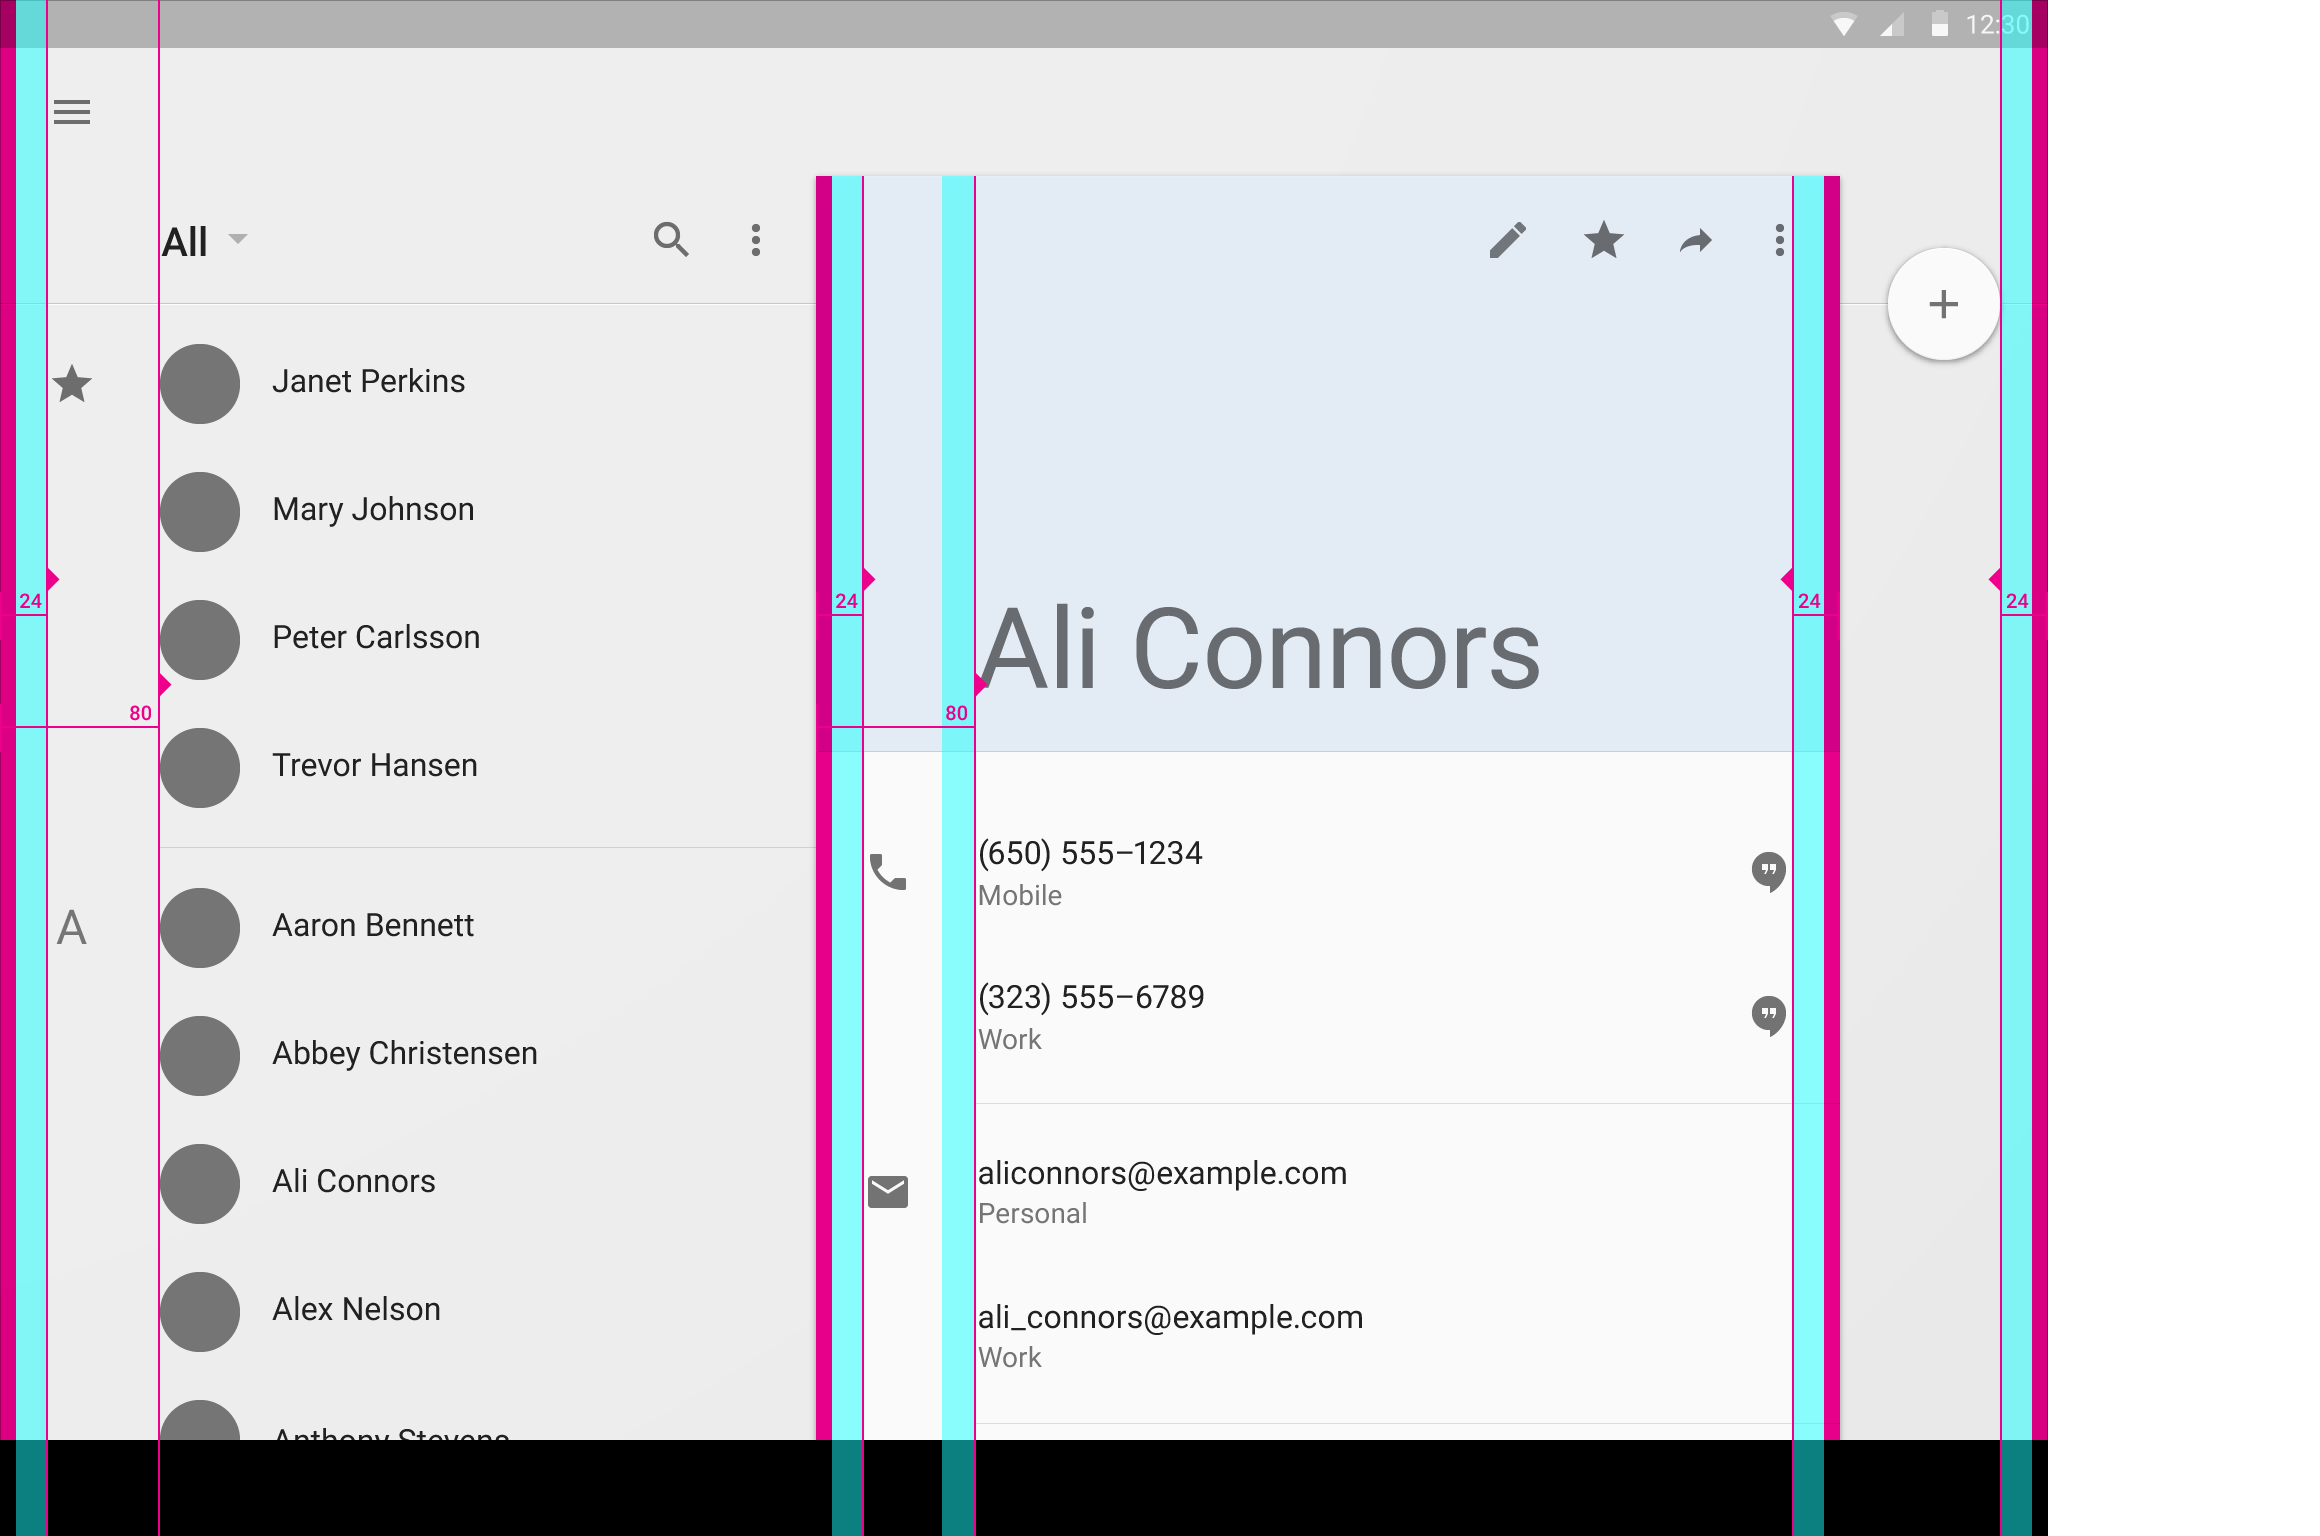 12:30
All
Janet Perkins
Mary Johnson
24
Peter Carlsson
80
Trevor Hansen
A
Aaron Bennett
Abbey Christensen
Ali Connors
Alex Nelson
Anthony Stevens
24
24
24
Ali Connors
80
(650) 555–1234
Mobile
(323) 555–6789
Work
aliconnors@example.com
Personal
ali_connors@example.com
Work